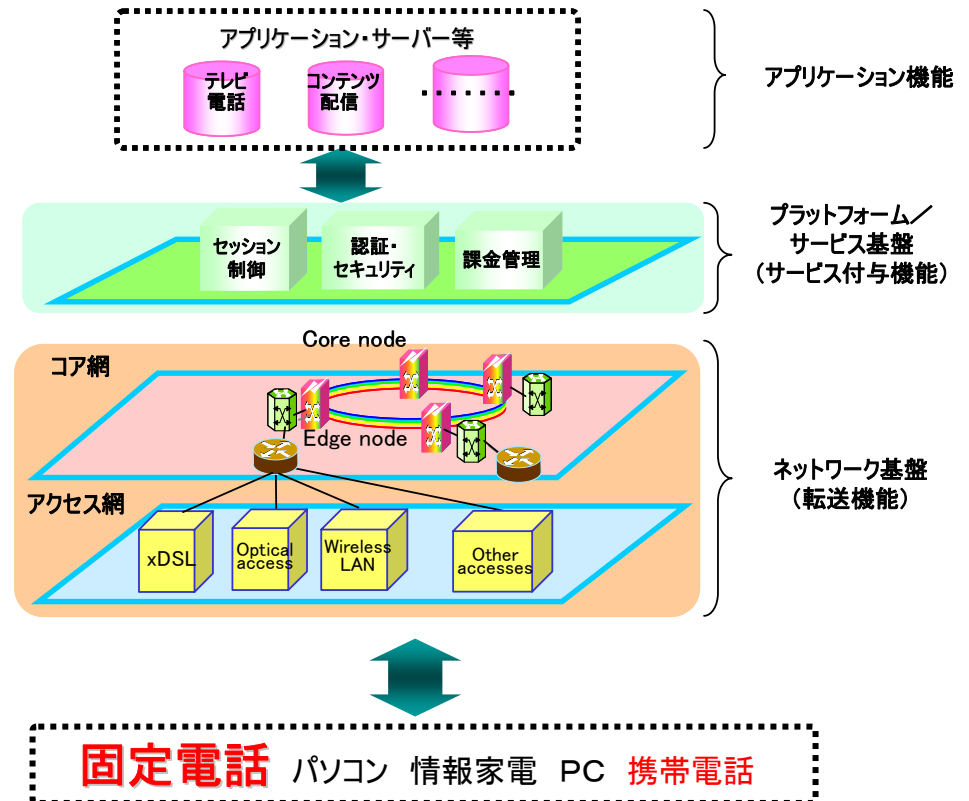 アプリケーション・サーバー等
テレビ
電話
コンテンツ
配信
アプリケーション機能
セッション
制御
認証・
セキュリティ
課金管理
プラットフォーム／
サービス基盤
（サービス付与機能）
Core node
コア網
Edge node
ネットワーク基盤
（転送機能）
アクセス網
xDSL
Optical
access
Wireless
LAN
Other
accesses
固定電話 パソコン 情報家電 ＰＣ 携帯電話